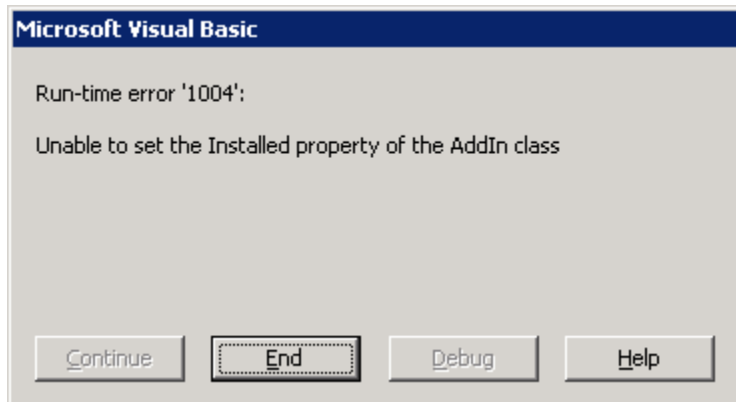 Microsoft Visual Basic
Run-time error '1004':
Unable to set the Installed property of the AddIn class
Continue End Debug Help